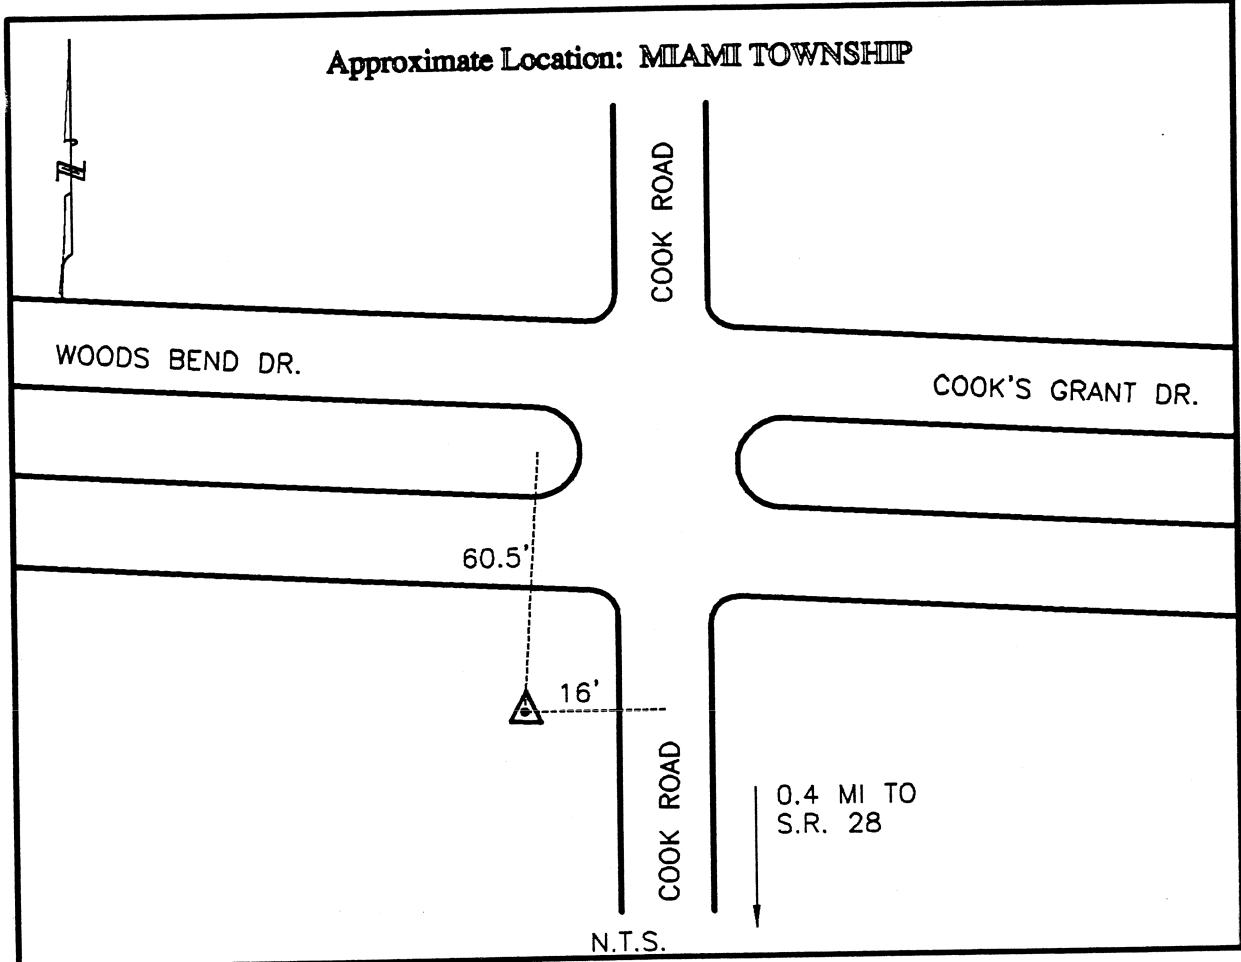 Approximate Location: MIAMI TOWNSHIP
N
COOK ROAD
WOODS BEND DR.
COOK'S GRANT DR.
60.5'
16'
COOK ROAD
0.4 MI TO
S.R. 28
N.T.S.